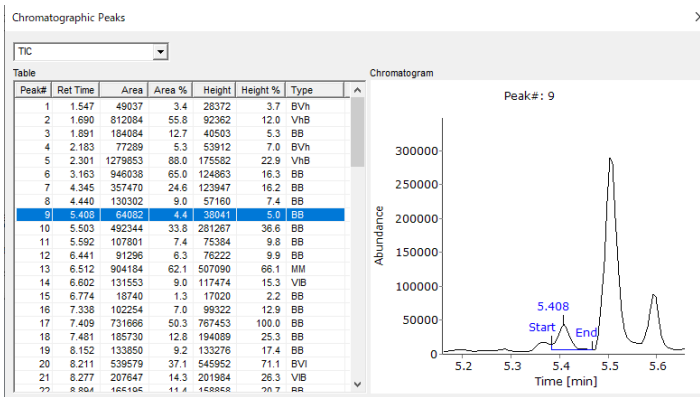 Chromatographic Peaks
TIC
Table
Peak# Ret Time Area Area % Height Height % Type
1 1.547 49037 3.4 28372 3.7 BVh
2 1.690 812084 55.8 92362 12.0 VhB
3 1.891 184084 12.7 40503 5.3 BB
4 2.183 77289 5.3 53912 7.0 BVh
5 2.301 1279853 88.0 175582 22.9 VhB
6 3.163 946038 65.0 124863 16.3 BB
7 4.345 357470 24.6 123947 16.2 BB
8 4.440 130302 9.0 57160 7.4 BB
9 5.408 64082 4.4 38041 5.0 BB
10 5.503 492344 33.8 281267 36.6 BB
11 5.592 107801 7.4 75384 9.8 BB
12 6.441 91296 6.3 76222 9.9 BB
13 6.512 904184 62.1 507090 66.1 MM
14 6.602 131553 9.0 117474 15.3 VIB
15 6.774 18740 1.3 17020 2.2 BB
16 7.338 102254 7.0 99322 12.9 BB
17 7.409 731666 50.3 767453 100.0 BB
18 7.481 185730 12.8 194089 25.3 BB
19 8.152 133850 9.2 133276 17.4 BB
20 8.211 539579 37.1 545952 71.1 BVI
21 8.277 207647 14.3 201984 26.3 VIB
22 8.894 165195 11.4 158858 20.7 BB
Chromatogram
Peak#: 9
Abundance
300000
250000
200000
150000
100000
50000
0
5.408
Start
End
5.2 5.3 5.4 5.5 5.6
Time [min]